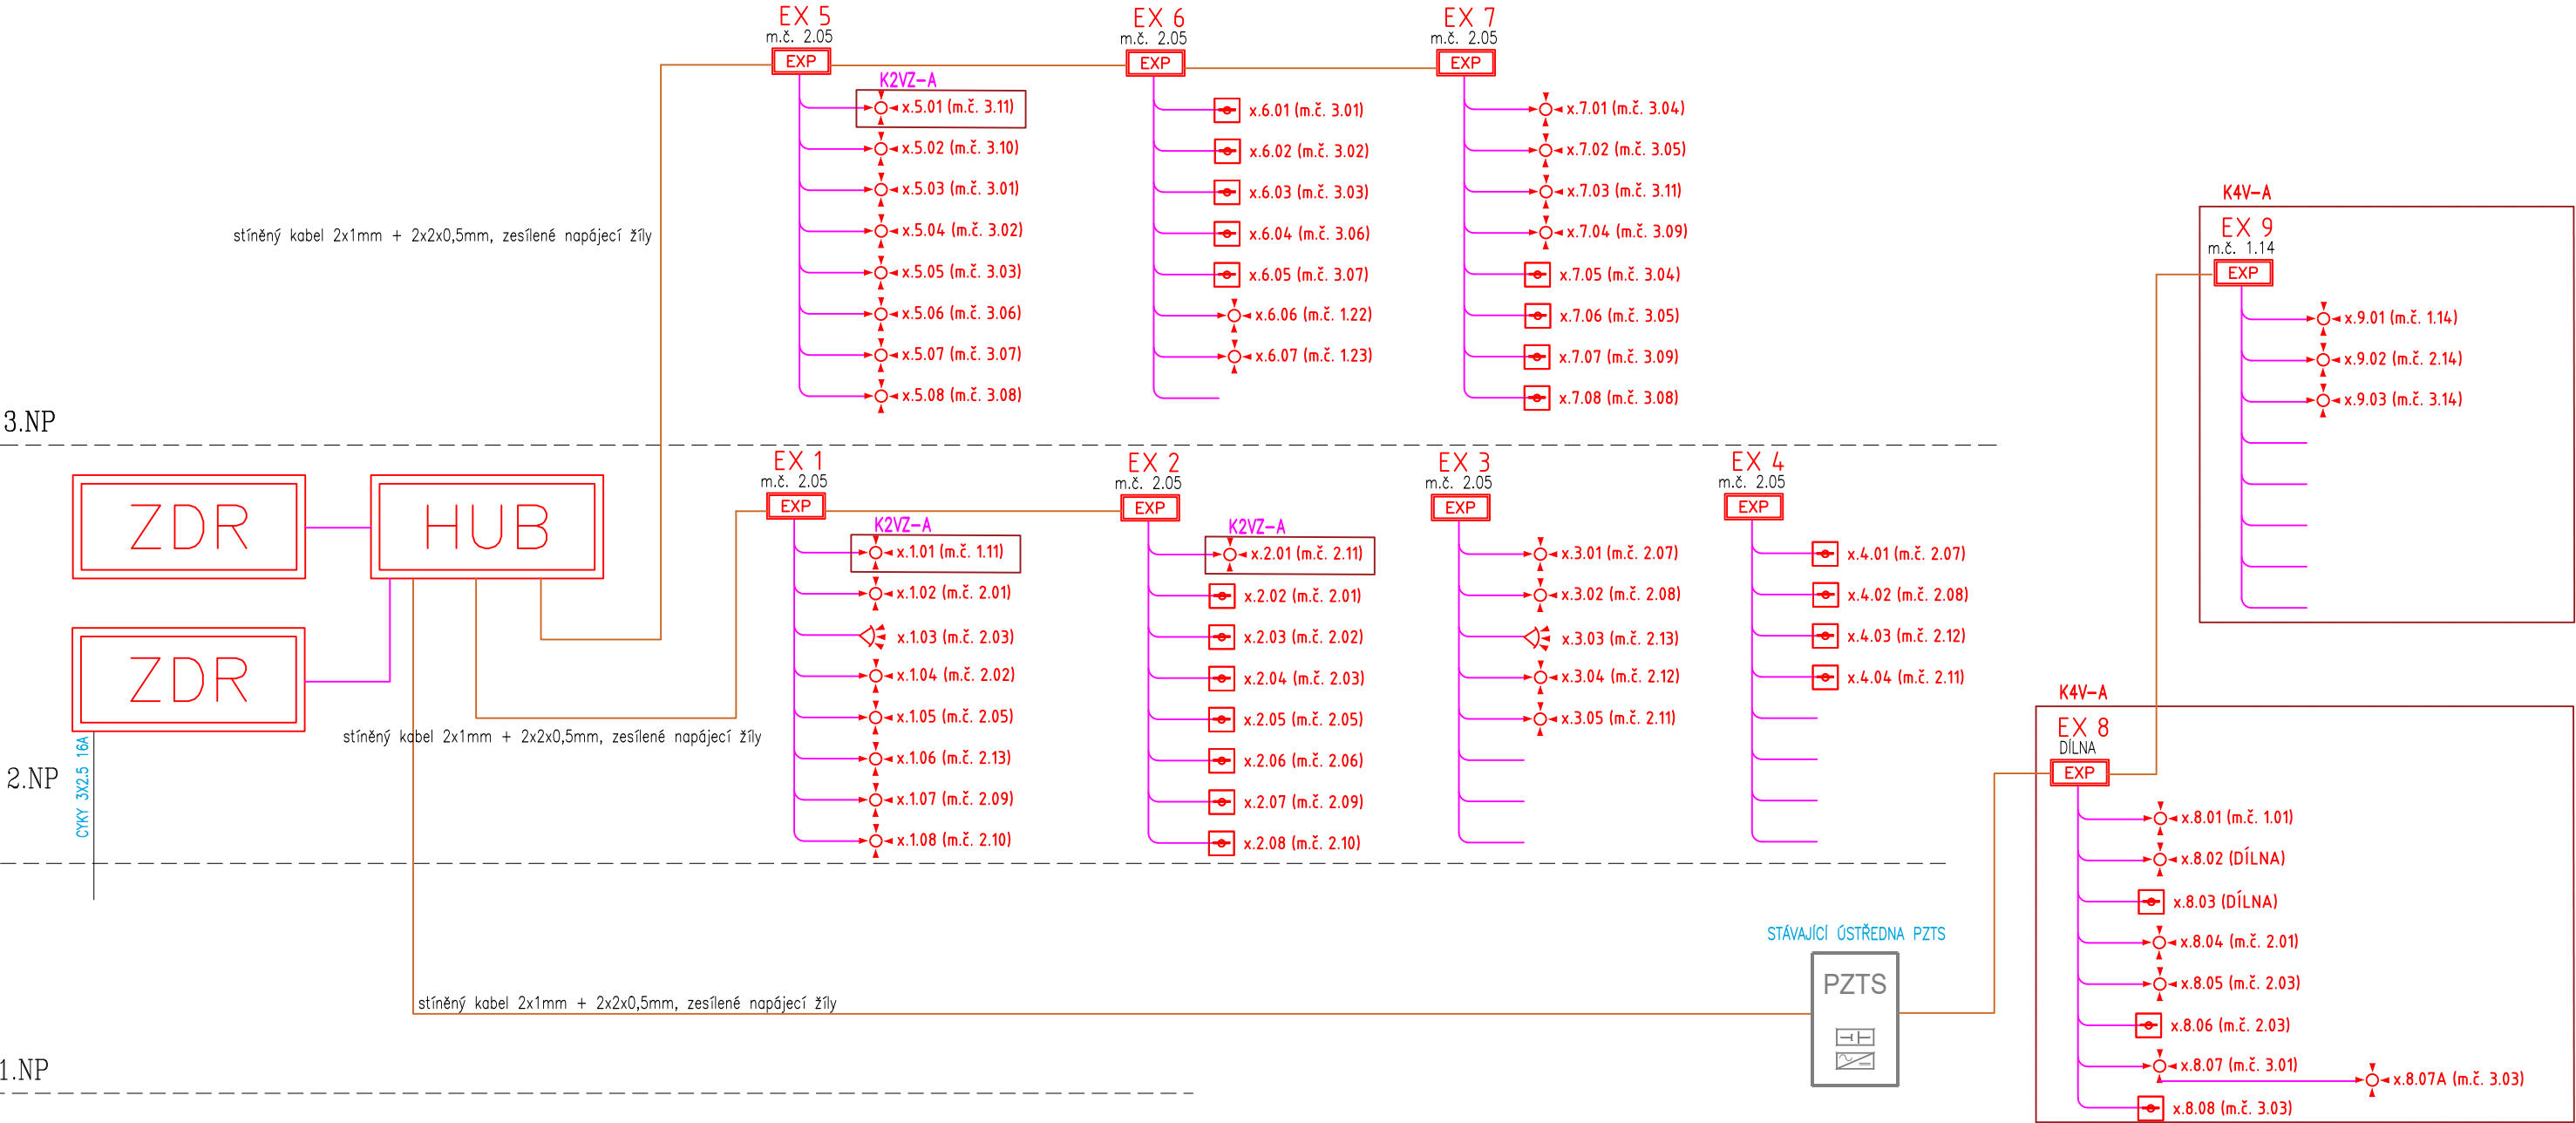 EX 5
m.č. 2.05
EXP
K2VZ-A
x.5.01 (m.č. 3.11)
x.5.02 (m.č. 3.10)
x.5.03 (m.č. 3.01)
x.5.04 (m.č. 3.02)
x.5.05 (m.č. 3.03)
x.5.06 (m.č. 3.06)
x.5.07 (m.č. 3.07)
x.5.08 (m.č. 3.08)
EX 6
m.č. 2.05
EXP
x.6.01 (m.č. 3.01)
x.6.02 (m.č. 3.02)
x.6.03 (m.č. 3.03)
x.6.04 (m.č. 3.06)
x.6.05 (m.č. 3.07)
x.6.06 (m.č. 1.22)
x.6.07 (m.č. 1.23)
EX 7
m.č. 2.05
EXP
x.7.01 (m.č. 3.04)
x.7.02 (m.č. 3.05)
x.7.03 (m.č. 3.11)
x.7.04 (m.č. 3.09)
x.7.05 (m.č. 3.04)
x.7.06 (m.č. 3.05)
x.7.07 (m.č. 3.09)
x.7.08 (m.č. 3.08)
K4V-A
EX 9
m.č. 1.14
EXP
x.9.01 (m.č. 1.14)
x.9.02 (m.č. 2.14)
x.9.03 (m.č. 3.14)
stíněný kabel 2x1mm + 2x2x0,5mm, zesílené napájecí žíly
3.NP
ZDR
HUB
ZDR
CYKY 3X2.5 16A
stíněný kabel 2x1mm + 2x2x0,5mm, zesílené napájecí žíly
2.NP
EX 1
m.č. 2.05
EXP
K2VZ-A
x.1.01 (m.č. 1.11)
x.1.02 (m.č. 2.01)
x.1.03 (m.č. 2.03)
x.1.04 (m.č. 2.02)
x.1.05 (m.č. 2.05)
x.1.06 (m.č. 2.13)
x.1.07 (m.č. 2.09)
x.1.08 (m.č. 2.10)
EX 2
m.č. 2.05
EXP
K2VZ-A
x.2.01 (m.č. 2.11)
x.2.02 (m.č. 2.01)
x.2.03 (m.č. 2.02)
x.2.04 (m.č. 2.03)
x.2.05 (m.č. 2.05)
x.2.06 (m.č. 2.06)
x.2.07 (m.č. 2.09)
x.2.08 (m.č. 2.10)
EX 3
m.č. 2.05
EXP
x.3.01 (m.č. 2.07)
x.3.02 (m.č. 2.08)
x.3.03 (m.č. 2.13)
x.3.04 (m.č. 2.12)
x.3.05 (m.č. 2.11)
EX 4
m.č. 2.05
EXP
x.4.01 (m.č. 2.07)
x.4.02 (m.č. 2.08)
x.4.03 (m.č. 2.12)
x.4.04 (m.č. 2.11)
K4V-A
EX 8
DÍLNA
EXP
x.8.01 (m.č. 1.01)
x.8.02 (DÍLNA)
x.8.03 (DÍLNA)
x.8.04 (m.č. 2.01)
x.8.05 (m.č. 2.03)
x.8.06 (m.č. 2.03)
x.8.07 (m.č. 3.01)
x.8.07A (m.č. 3.03)
x.8.08 (m.č. 3.03)
STÁVAJÍCÍ ÚSTŘEDNA PZTS
PZTS
stíněný kabel 2x1mm + 2x2x0,5mm, zesílené napájecí žíly
1.NP